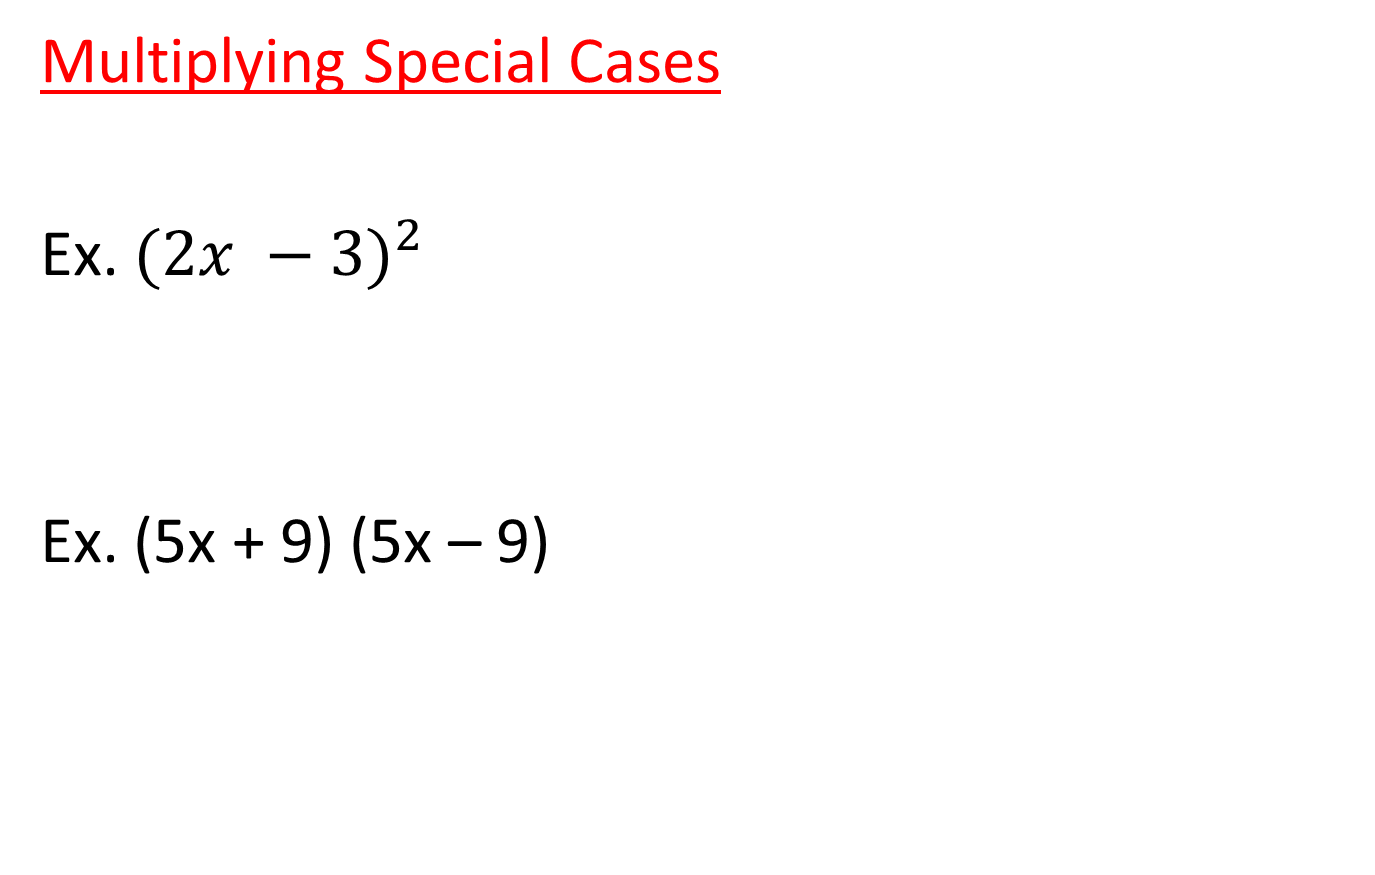 Multiplying Special Cases
Ex. (2x – 3)²
Ex. (5x + 9) (5x – 9)